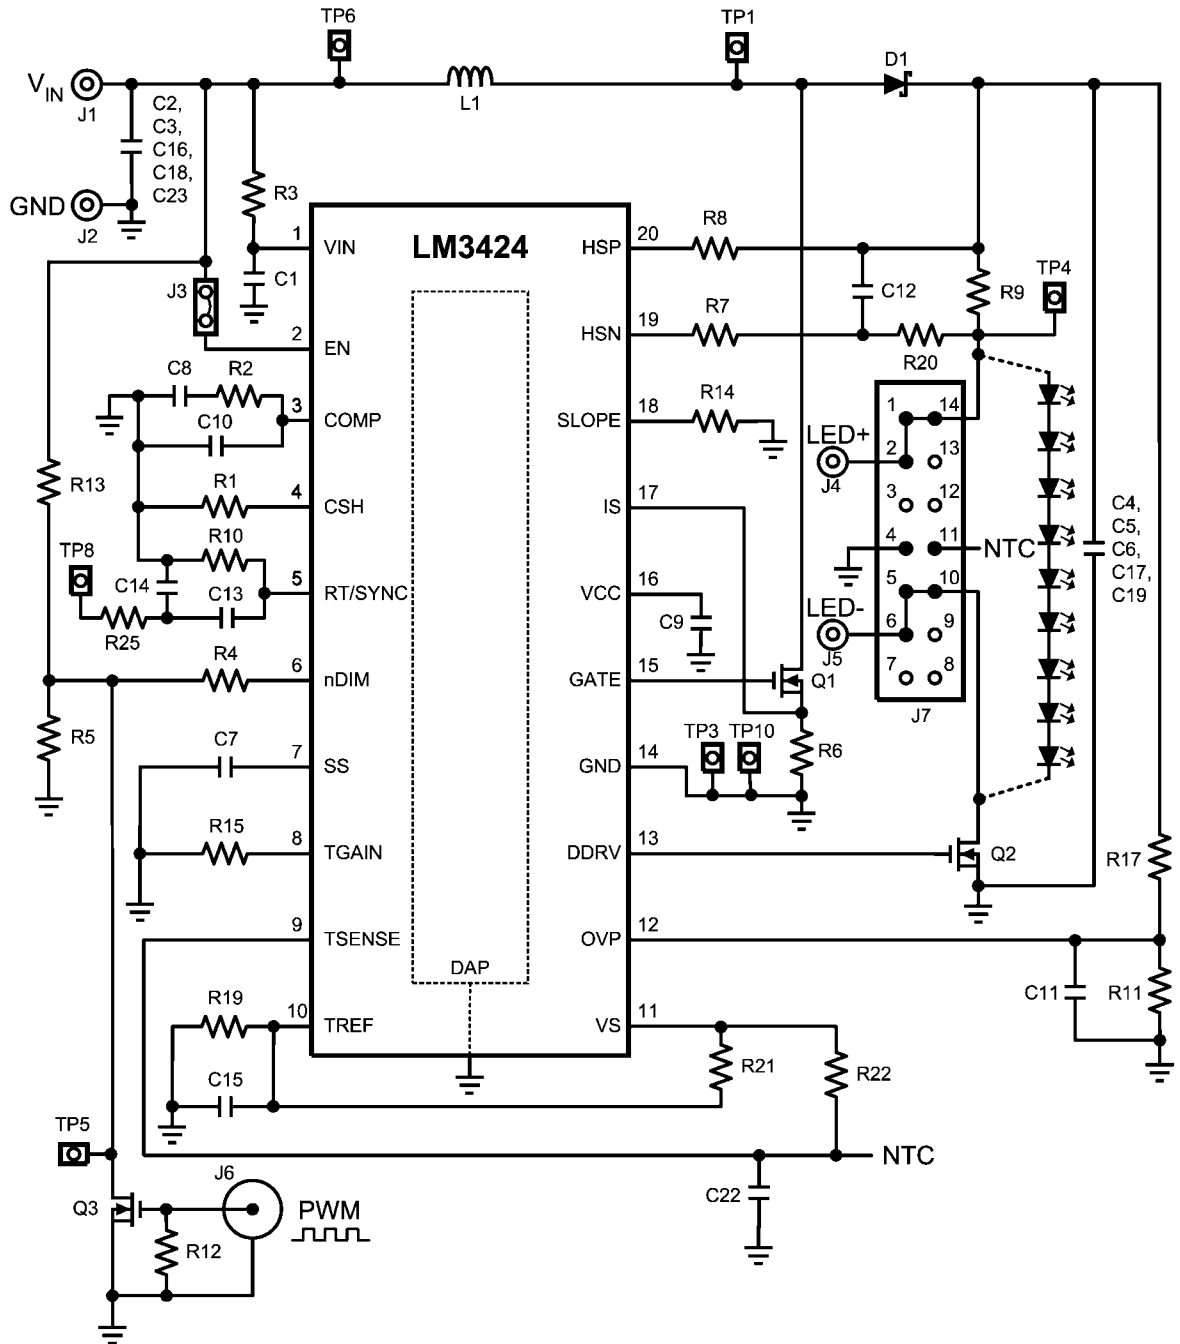 TP6
TP1
D1
VIN
J1
L1
C2,
C3,
C16,
C18,
C23
GND
J2
R3
LM3424
1
VIN
HSP
20
R8
J3
C1
C12
R9
TP4
2
EN
HSN
19
R7
R20
C8
R2
3
COMP
C10
SLOPE
18
R14
1
14
LED+
2
13
J4
R13
R1
4
CSH
IS
17
3
12
C4,
C5,
C6,
C17,
C19
4
11
NTC
TP8
R10
C14
C13
5
RT/SYNC
VCC
16
C9
5
10
LED-
6
9
J5
R25
R4
6
nDIM
GATE
15
Q1
7
8
J7
R5
C7
7
SS
GND
14
TP3
TP10
R6
R15
8
TGAIN
DDRV
13
Q2
R17
9
TSENSE
OVP
12
DAP
C11
R11
R19
10
TREF
VS
11
C15
R21
R22
TP5
NTC
J6
C22
Q3
PWM
R12